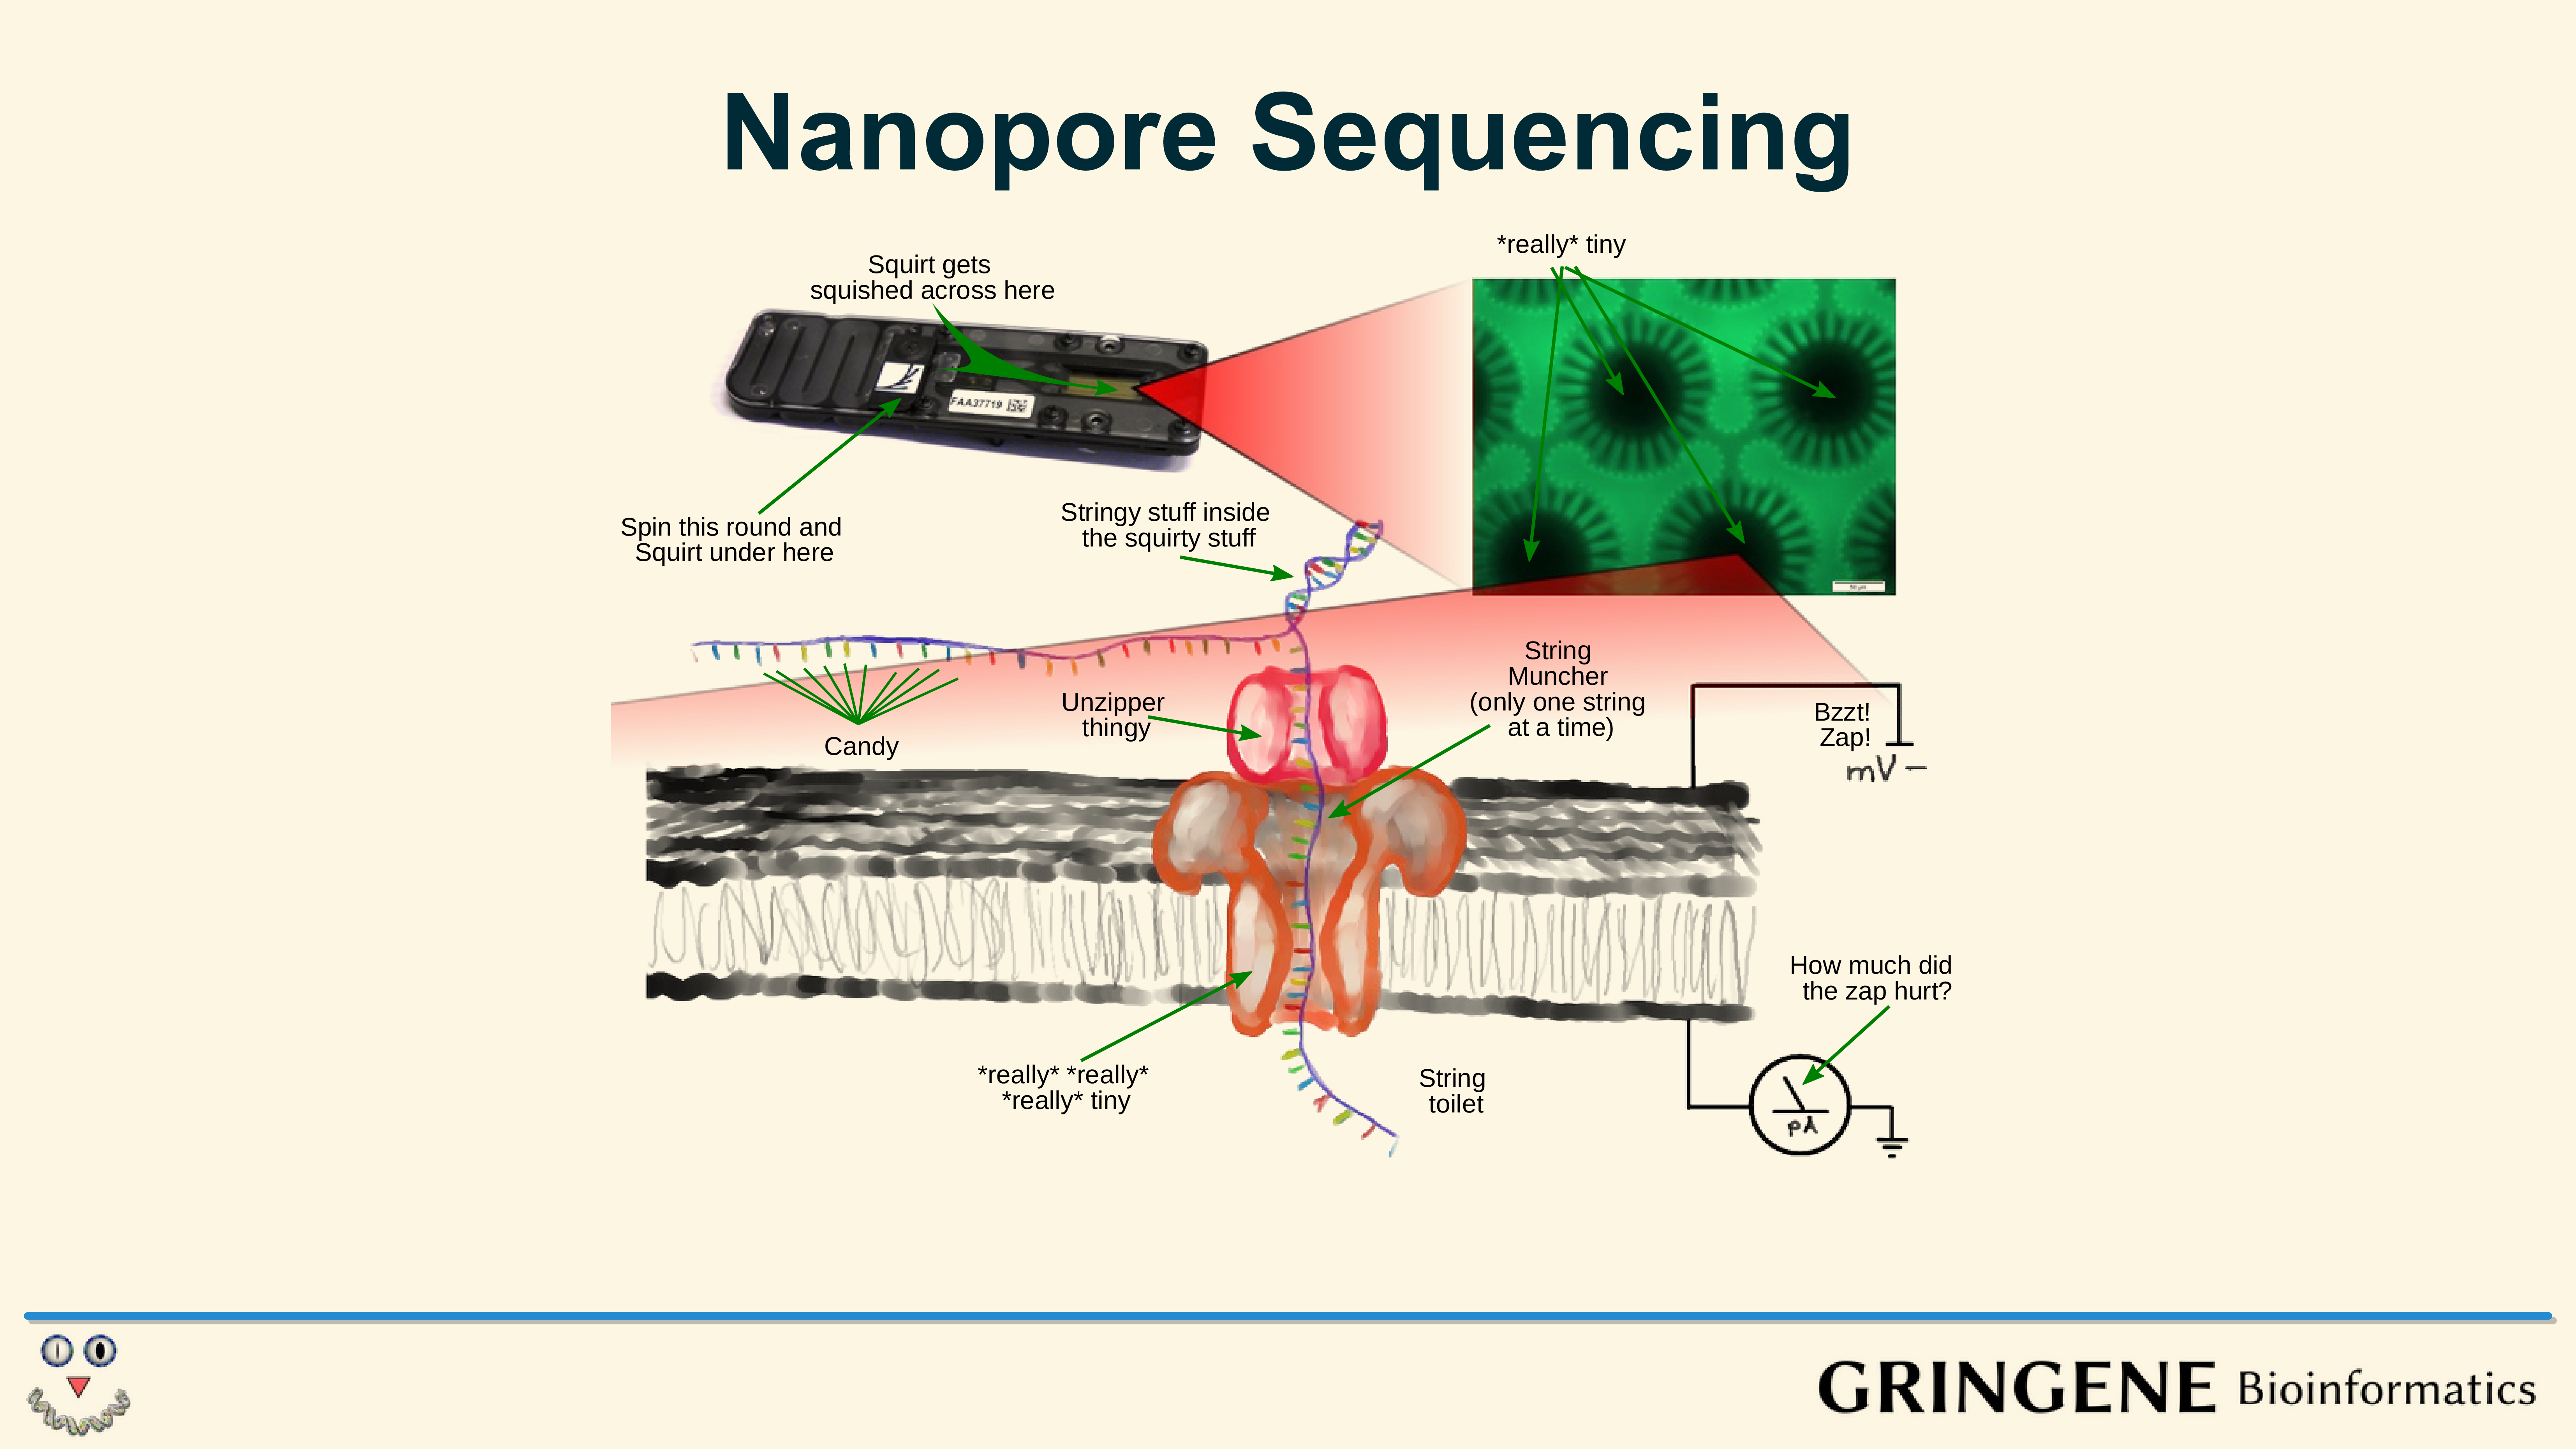 Nanopore Sequencing
*really* tiny
Squirt gets
squished across here
FAA37719
Spin this round and
Squirt under here
Stringy stuff inside
the squirty stuff
String
Muncher
(only one string
at a time)
Unzipper
thingy
Candy
Bzzt!
Zap!
mV –
How much did
the zap hurt?
*really* *really*
*really* tiny
String
toilet
pA
GRINGENE Bioinformatics